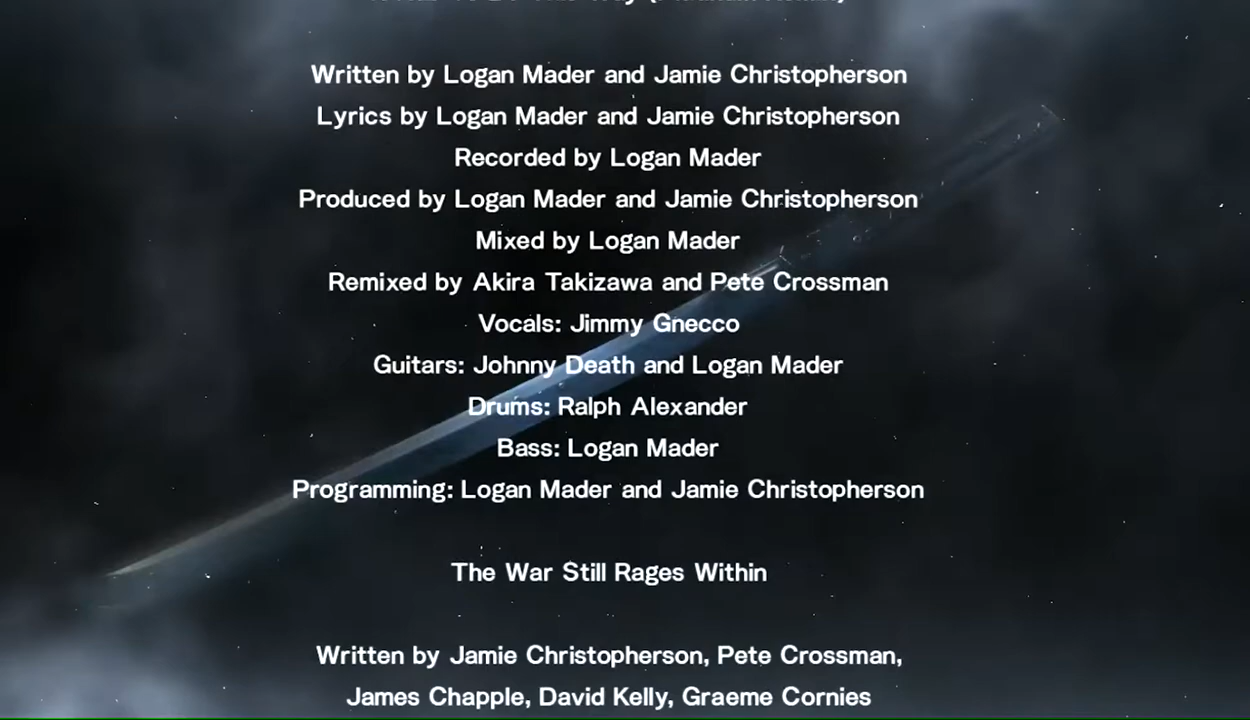 Written by Logan Mader and Jamie Christopherson
Lyrics by Logan Mader and Jamie Christopherson
Recorded by Logan Mader
Produced by Logan Mader and Jamie Christopherson
Mixed by Logan Mader
Remixed by Akira Takizawa and Pete Crossman
Vocals: Jimmy Gnecco
Guitars: Johnny Death and Logan Mader
Drums: Ralph Alexander
Bass: Logan Mader
Programming: Logan Mader and Jamie Christopherson
The War Still Rages Within
Written by Jamie Christopherson, Pete Crossman,
James Chapple, David Kelly, Graeme Cornies